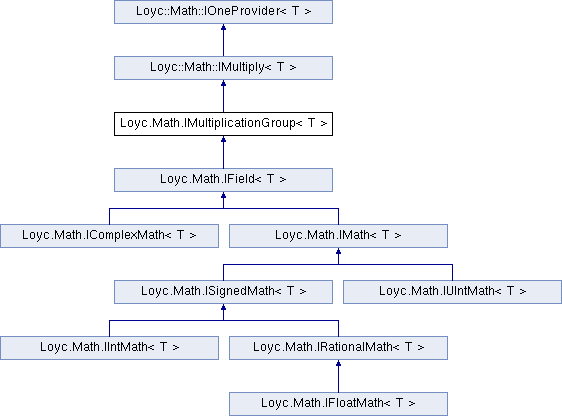 Loyc::Math::IOneProvider< T >
Loyc::Math::IMultiply< T >
Loyc.Math.IMultiplicationGroup< T >
Loyc.Math.IField< T >
Loyc.Math.IComplexMath< T >
Loyc.Math.IMath< T >
Loyc.Math.ISignedMath< T >
Loyc.Math.IUIntMath< T >
Loyc.Math.IIntMath< T >
Loyc.Math.IRationalMath< T >
Loyc.Math.IFloatMath< T >